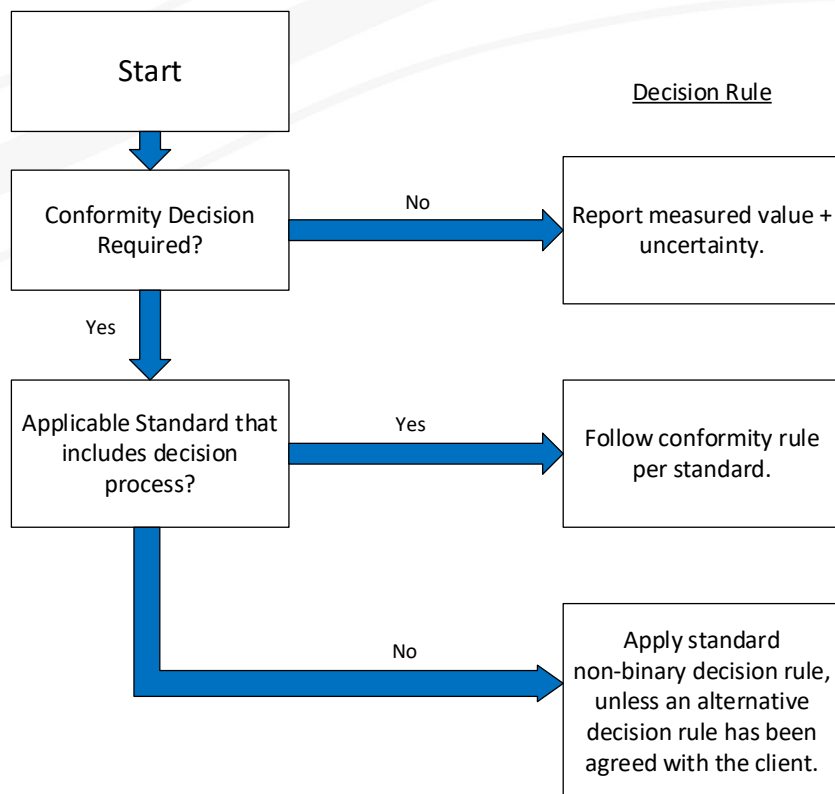 Start
Decision Rule
Conformity Decision
Required?
No
Report measured value +
uncertainty.
Yes
Applicable Standard that
includes decision
process?
Yes
Follow conformity rule
per standard.
No
Apply standard
non-binary decision rule,
unless an alternative
decision rule has been
agreed with the client.